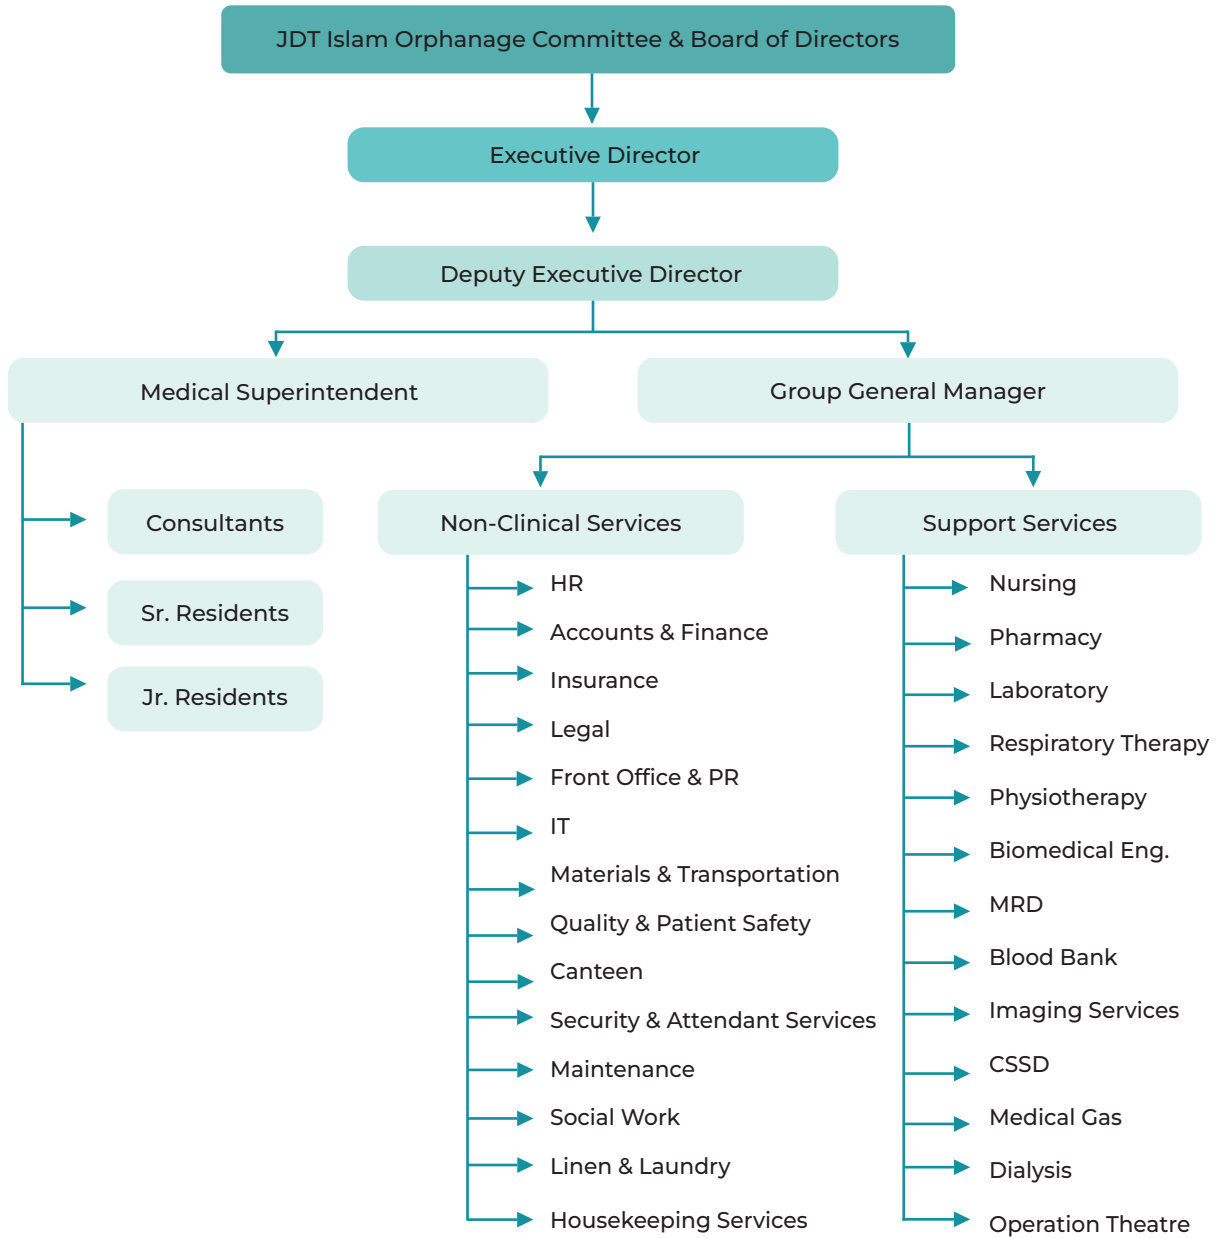 JDT Islam Orphanage Committee & Board of Directors
Executive Director
Deputy Executive Director
Medical Superintendent
Group General Manager
Consultants
Sr. Residents
Jr. Residents
Non-Clinical Services
HR
Accounts & Finance
Insurance
Legal
Front Office & PR
IT
Materials & Transportation
Quality & Patient Safety
Canteen
Security & Attendant Services
Maintenance
Social Work
Linen & Laundry
Housekeeping Services
Support Services
Nursing
Pharmacy
Laboratory
Respiratory Therapy
Physiotherapy
Biomedical Eng.
MRD
Blood Bank
Imaging Services
CSSD
Medical Gas
Dialysis
Operation Theatre